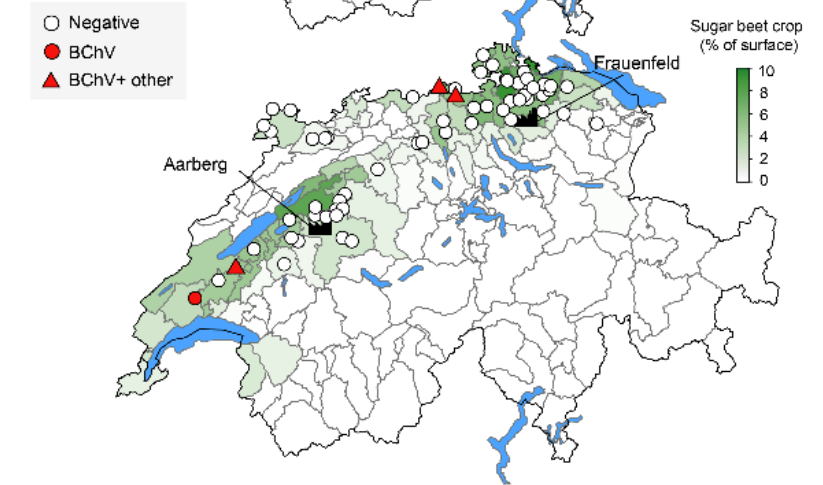 Negative
BChV
BChV+ other
Sugar beet crop
(% of surface)
10
8
6
4
2
0
Frauenfeld
Aarberg